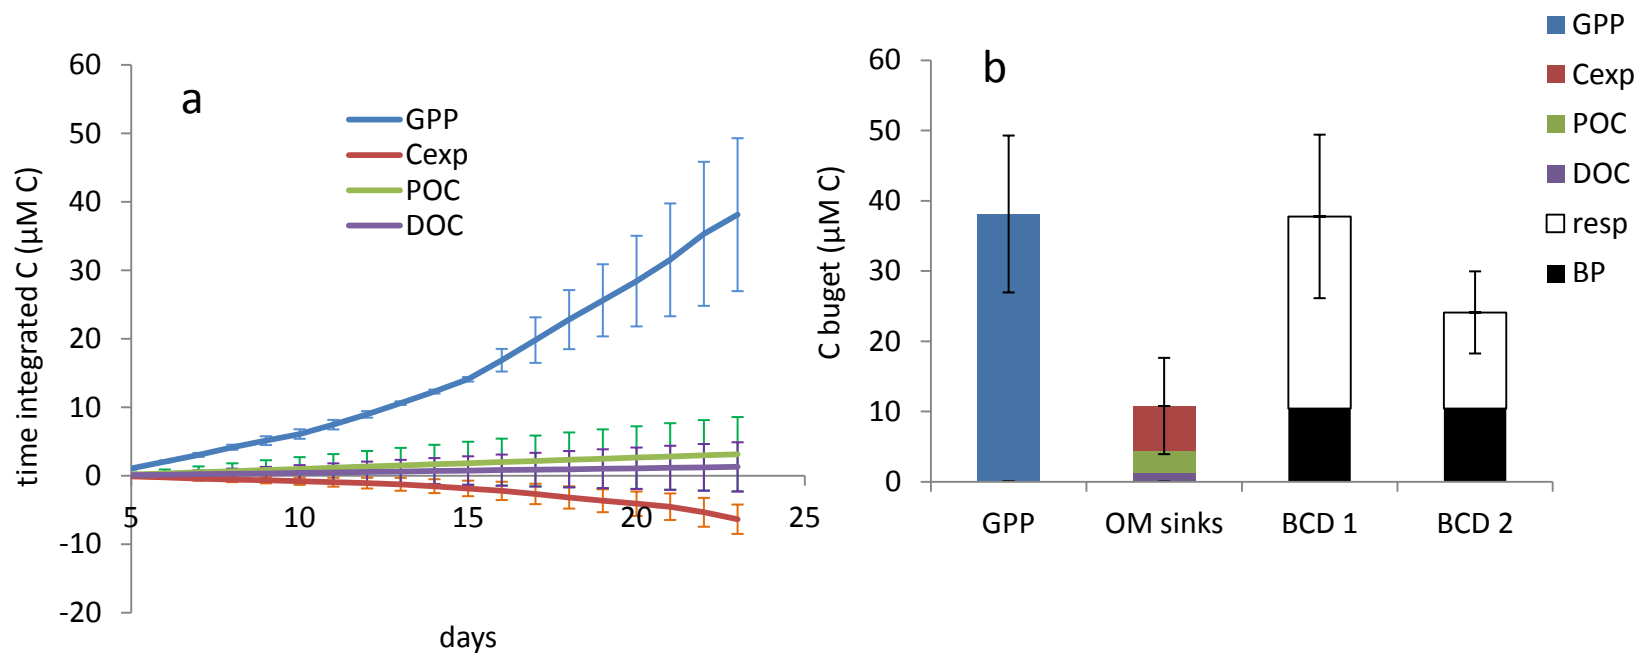 a
60
50
40
30
20
10
0
-10
-20
5
10
15
20
25
time integrated C (µM C)
days
GPP
Cexp
POC
DOC
b
60
50
40
30
20
10
0
C buget (µM C)
GPP
OM sinks
BCD 1
BCD 2
GPP
Cexp
POC
DOC
resp
BP